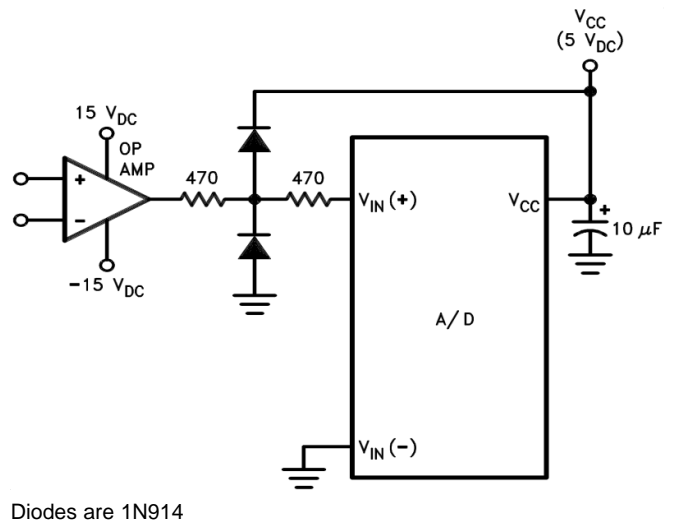 V_CC
(5 V_DC)
15 V_DC
OP
AMP
+
−
−15 V_DC
470
470
V_IN (+)
V_CC
+
10 µF
A/D
V_IN (−)
Diodes are 1N914